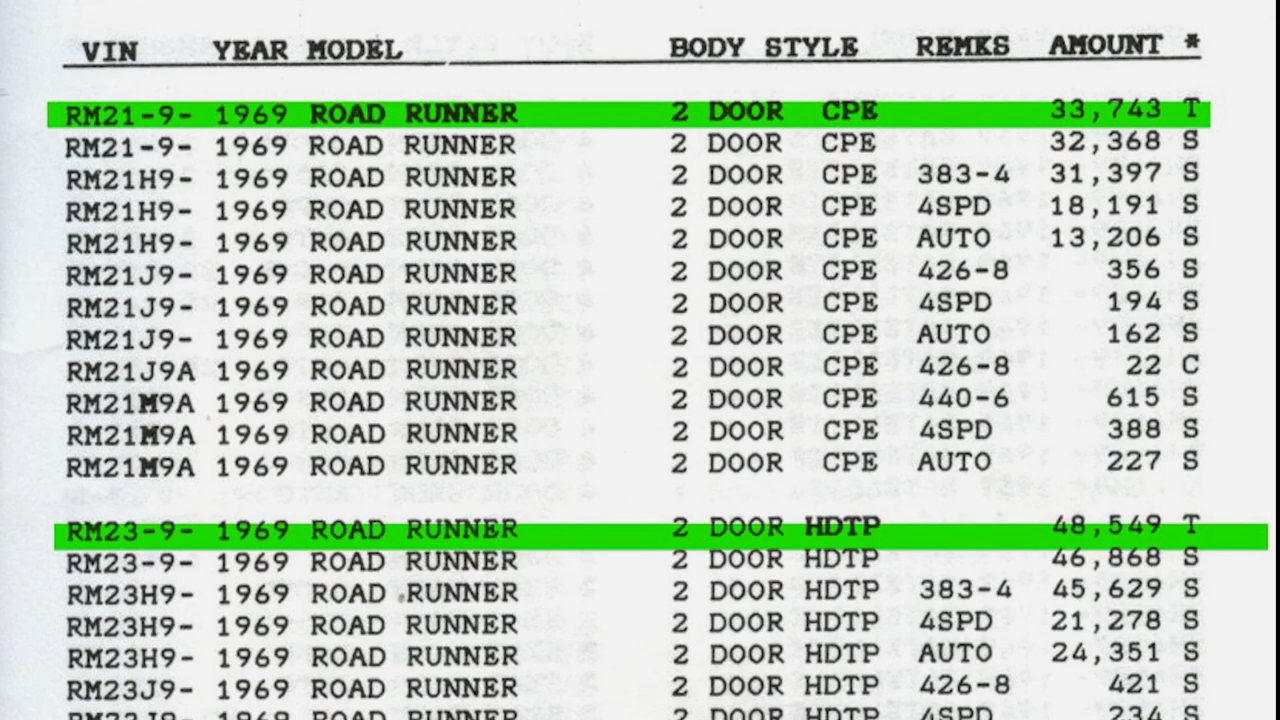 VIN YEAR MODEL BODY STYLE REMKS AMOUNT *
RM21-9- 1969 ROAD RUNNER 2 DOOR CPE 33,743 T
RM21-9- 1969 ROAD RUNNER 2 DOOR CPE 32,368 S
RM21H9- 1969 ROAD RUNNER 2 DOOR CPE 383-4 31,397 S
RM21H9- 1969 ROAD RUNNER 2 DOOR CPE 4SPD 18,191 S
RM21H9- 1969 ROAD RUNNER 2 DOOR CPE AUTO 13,206 S
RM21J9- 1969 ROAD RUNNER 2 DOOR CPE 426-8 356 S
RM21J9- 1969 ROAD RUNNER 2 DOOR CPE 4SPD 194 S
RM21J9- 1969 ROAD RUNNER 2 DOOR CPE AUTO 162 S
RM21J9A 1969 ROAD RUNNER 2 DOOR CPE 426-8 22 C
RM21M9A 1969 ROAD RUNNER 2 DOOR CPE 440-6 615 S
RM21M9A 1969 ROAD RUNNER 2 DOOR CPE 4SPD 388 S
RM21M9A 1969 ROAD RUNNER 2 DOOR CPE AUTO 227 S
RM23-9- 1969 ROAD RUNNER 2 DOOR HDTP 48,549 T
RM23-9- 1969 ROAD RUNNER 2 DOOR HDTP 46,868 S
RM23H9- 1969 ROAD RUNNER 2 DOOR HDTP 383-4 45,629 S
RM23H9- 1969 ROAD RUNNER 2 DOOR HDTP 4SPD 21,278 S
RM23H9- 1969 ROAD RUNNER 2 DOOR HDTP AUTO 24,351 S
RM23J9- 1969 ROAD RUNNER 2 DOOR HDTP 426-8 421 S
1969 ROAD RUNNER 2 DOOR HDTP 4SPD 234 S